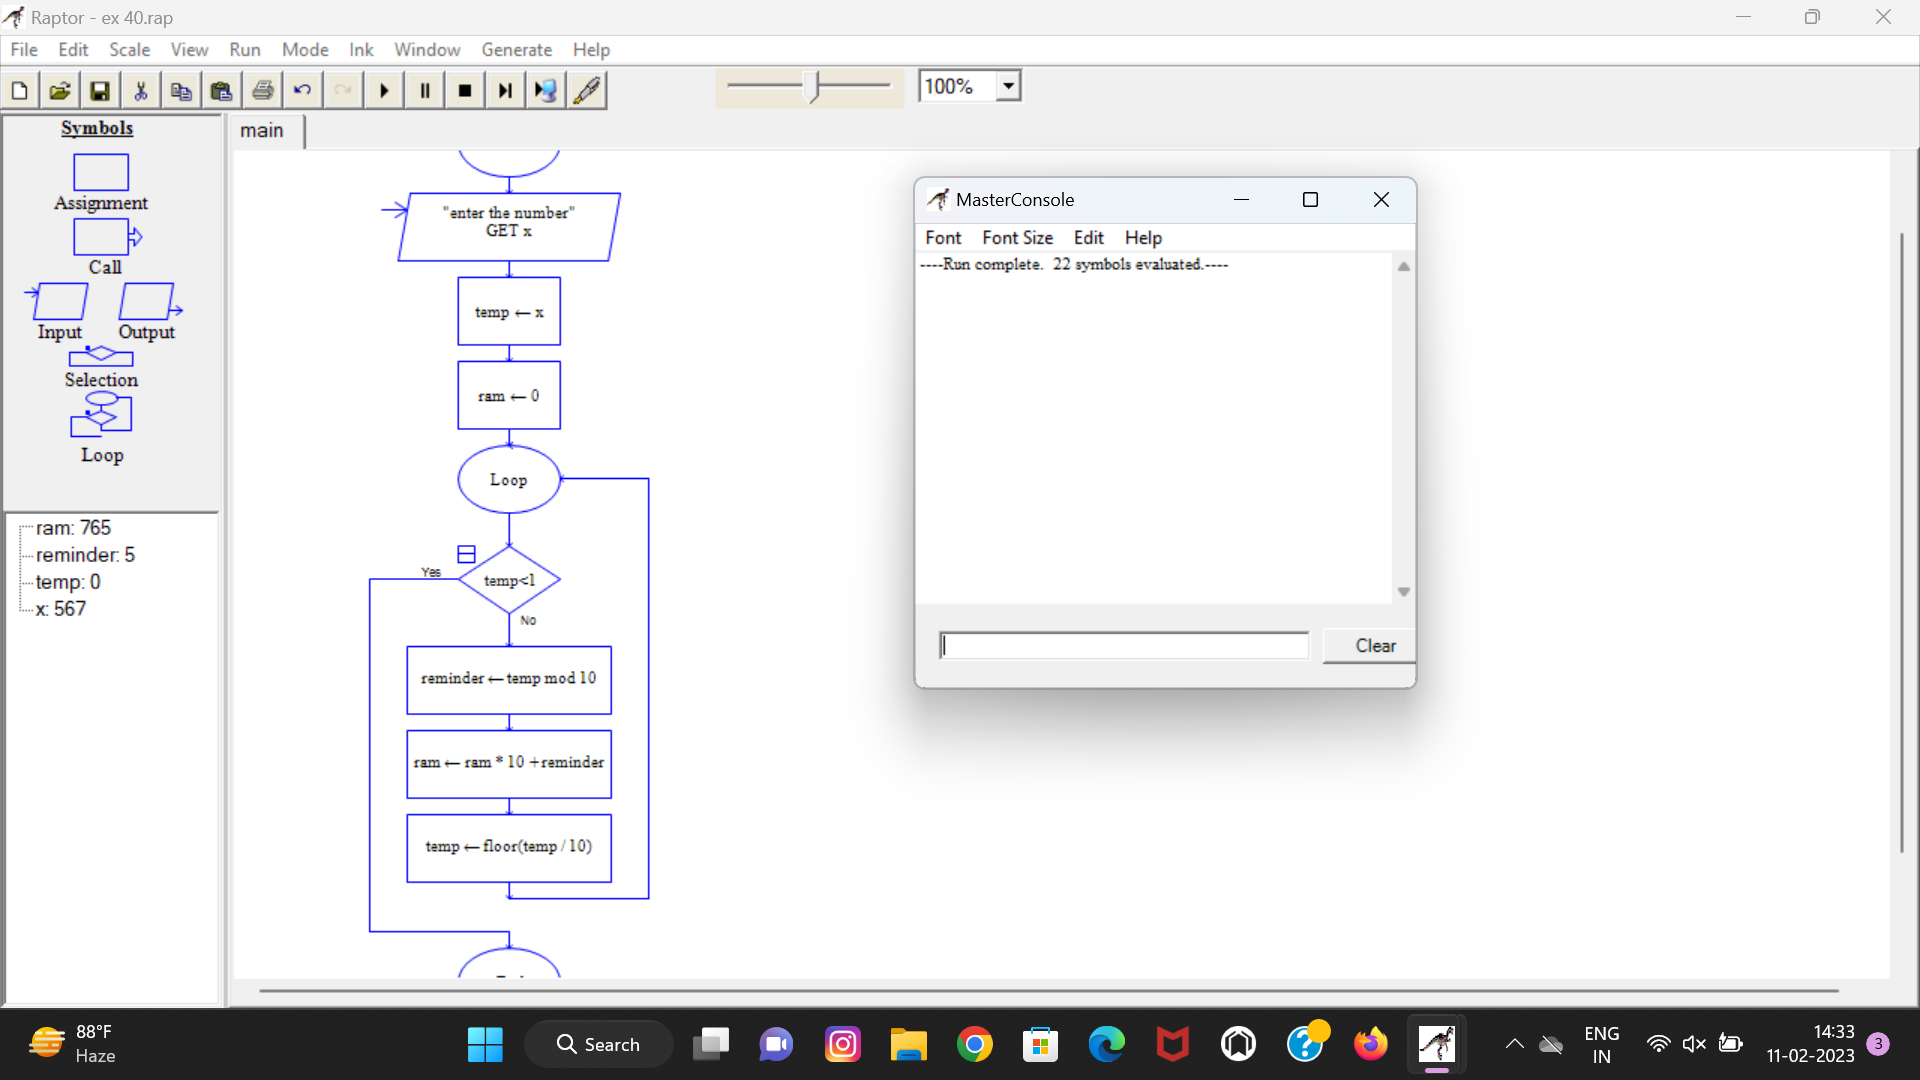 Raptor - ex 40.rap
File Edit Scale View Run Mode Ink Window Generate Help
100%
Symbols
Assignment
Call
Input Output
Selection
Loop
ram: 765
reminder: 5
temp: 0
x: 567
main
"enter the number"
GET x
temp ← x
ram ← 0
Loop
Yes
temp<1
No
reminder ← temp mod 10
ram ← ram * 10 +reminder
temp ← floor(temp / 10)
MasterConsole
Font Font Size Edit Help
----Run complete. 22 symbols evaluated.----
Clear
88°F
Haze
Search
ENG
IN
14:33
11-02-2023
3